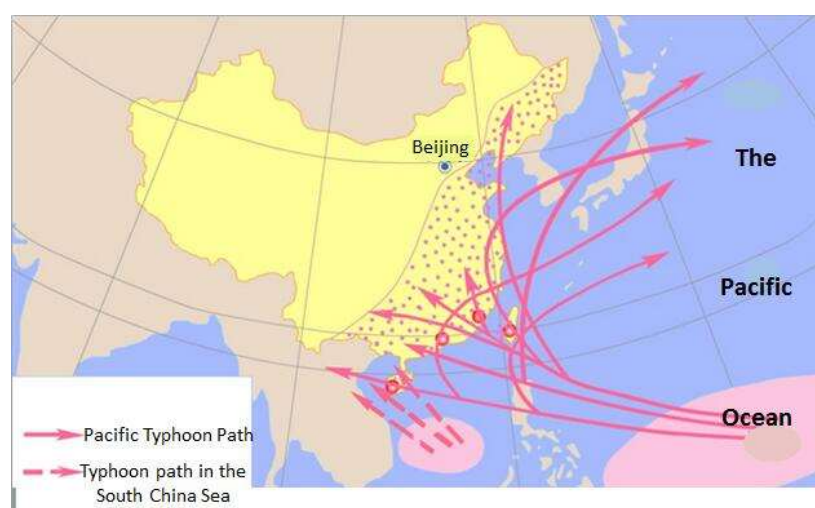 Beijing
The
Pacific
Ocean
Pacific Typhoon Path
Typhoon path in the
South China Sea